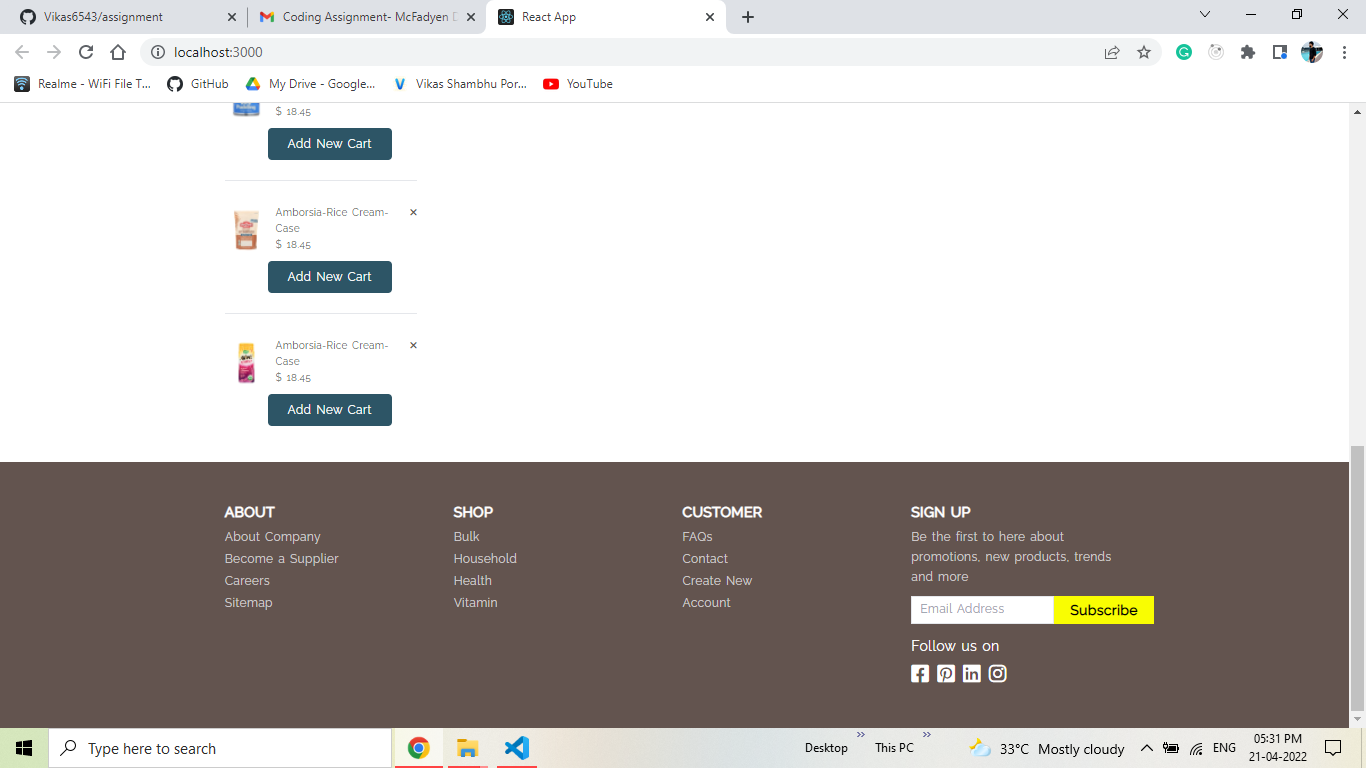 Vikas6543/assignment
Coding Assignment- McFadyen D
React App
localhost:3000
Realme - WiFi File T...
GitHub
My Drive - Google...
Vikas Shambhu Por...
YouTube
$ 18.45
Add New Cart
Amborsia-Rice Cream-
Case
$ 18.45
Add New Cart
Amborsia-Rice Cream-
Case
$ 18.45
Add New Cart
ABOUT
About Company
Become a Supplier
Careers
Sitemap
SHOP
Bulk
Household
Health
Vitamin
CUSTOMER
FAQs
Contact
Create New
Account
SIGN UP
Be the first to here about
promotions, new products, trends
and more
Email Address
Subscribe
Follow us on
Type here to search
Desktop
This PC
33°C Mostly cloudy
ENG
05:31 PM
21-04-2022